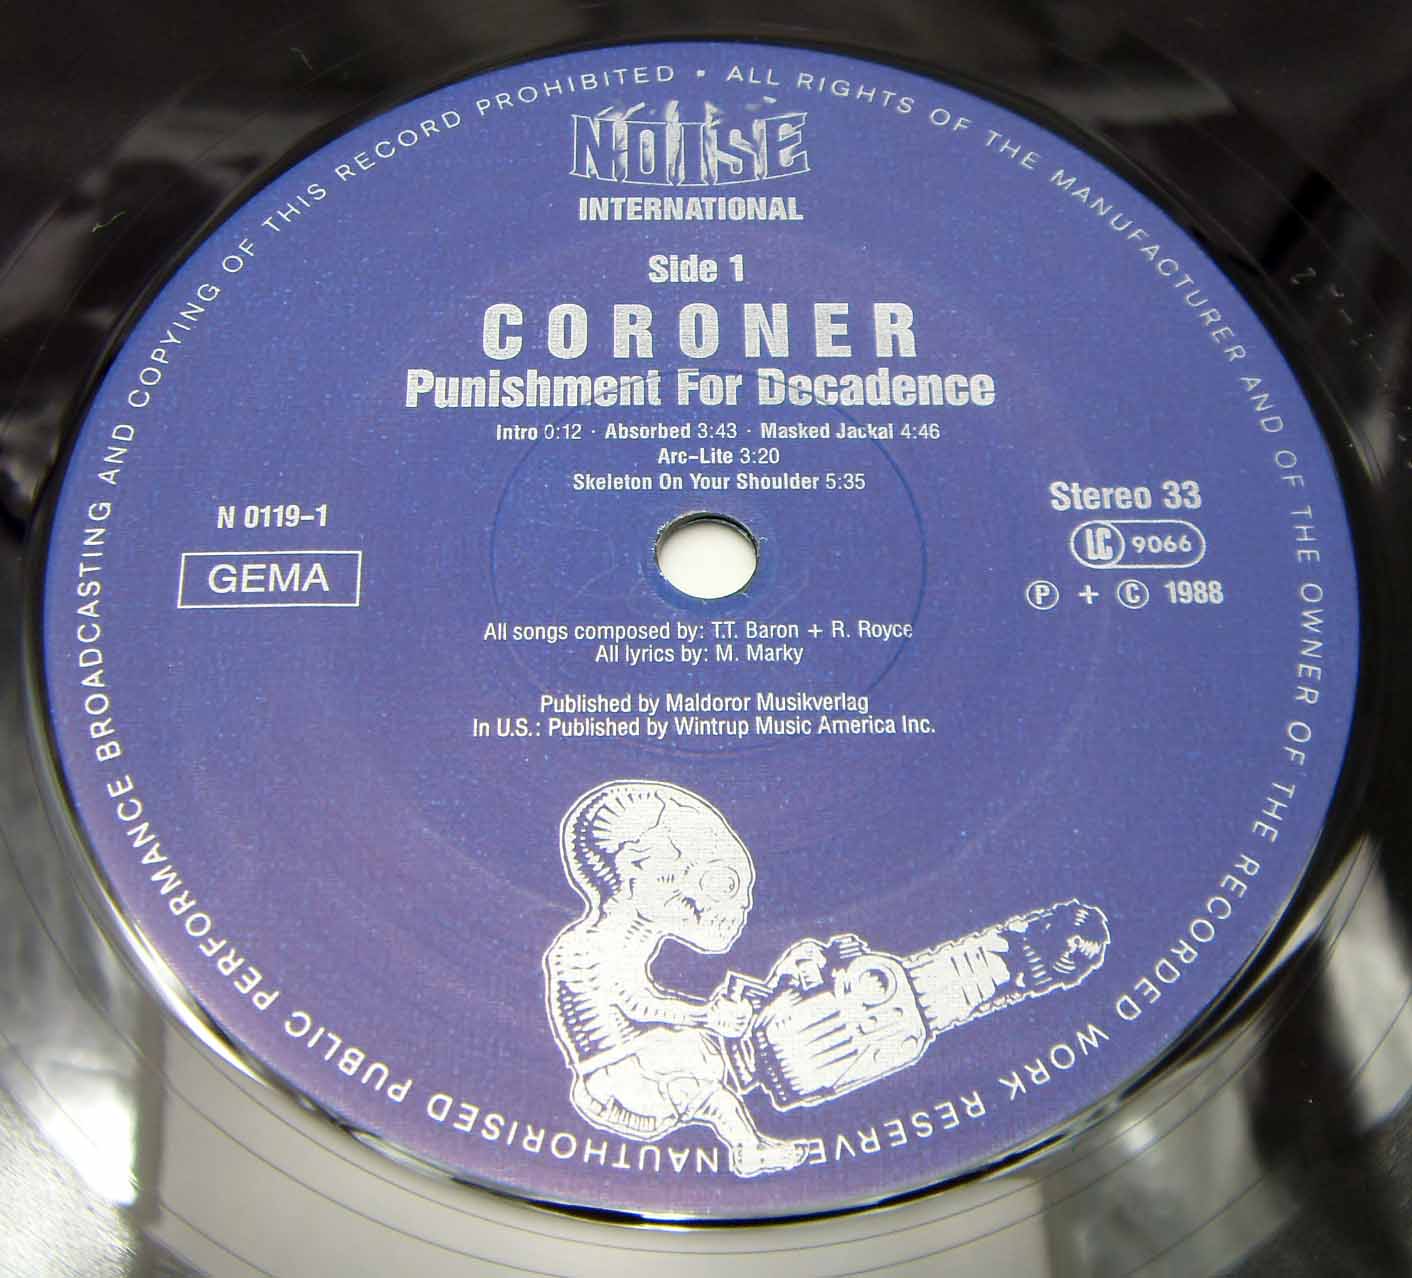 NOISE
INTERNATIONAL
Side 1
CORONER
Punishment For Decadence
Intro 0:12 · Absorbed 3:43 · Masked Jackal 4:46
Arc-Lite 3:20
Skeleton On Your Shoulder 5:35
N 0119-1
GEMA
Stereo 33
LC 9066
Ⓟ + Ⓒ 1988
All songs composed by: T.T. Baron + R. Royce
All lyrics by: M. Marky
Published by Maldoror Musikverlag
In U.S.: Published by Wintrup Music America Inc.
ALL RIGHTS OF THE MANUFACTURER AND OF THE OWNER OF THE RECORDED WORK RESERVE
NAUTHORISED PUBLIC PERFORMANCE BROADCASTING AND COPYING OF THIS RECORD PROHIBITED •